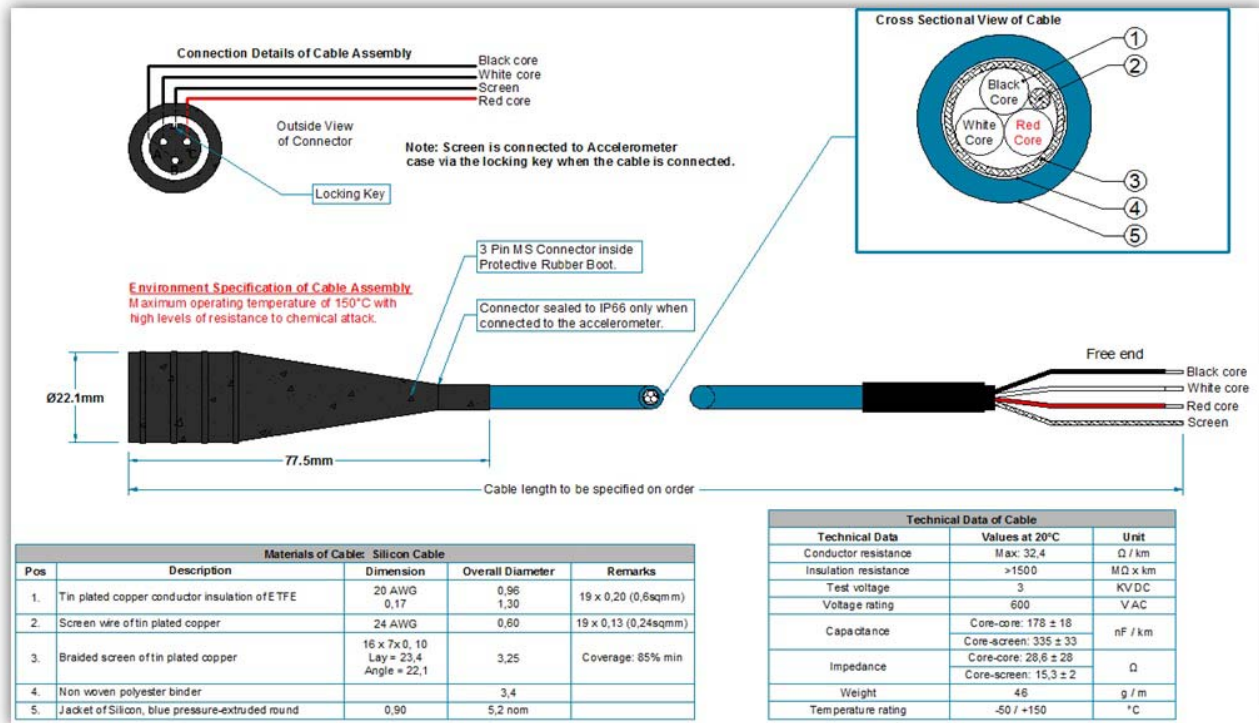 Connection Details of Cable Assembly
Black core
White core
Screen
Red core
Outside View
of Connector
A
B
C
Locking Key
Note: Screen is connected to Accelerometer
case via the locking key when the cable is connected.
Cross Sectional View of Cable
Black
Core
White
Core
Red
Core
1
2
3
4
5
3 Pin MS Connector inside
Protective Rubber Boot.
Environment Specification of Cable Assembly
Maximum operating temperature of 150°C with
high levels of resistance to chemical attack.
Connector sealed to IP66 only when
connected to the accelerometer.
Ø22.1mm
77.5mm
Cable length to be specified on order
Free end
Black core
White core
Red core
Screen
Materials of Cable: Silicon Cable
Pos Description Dimension Overall Diameter Remarks
1. Tin plated copper conductor insulation of ETFE 20 AWG 0,96 19 x 0,20 (0,6sqmm)
0,17 1,30
2. Screen wire of tin plated copper 24 AWG 0,60 19 x 0,13 (0,24sqmm)
3. Braided screen of tin plated copper 16 x 7x 0, 10 3,25 Coverage: 85% min
Lay = 23,4
Angle = 22,1
4. Non woven polyester binder 3,4
5. Jacket of Silicon, blue pressure-extruded round 0,90 5,2 nom
Technical Data of Cable
Technical Data Values at 20°C Unit
Conductor resistance Max: 32,4 Ω / km
Insulation resistance >1500 MΩ x km
Test voltage 3 KV DC
Voltage rating 600 V AC
Capacitance Core-core: 178 ± 18 nF / km
Core-screen: 335 ± 33
Impedance Core-core: 28,6 ± 28 Ω
Core-screen: 15,3 ± 2
Weight 46 g / m
Temperature rating -50 / +150 °C